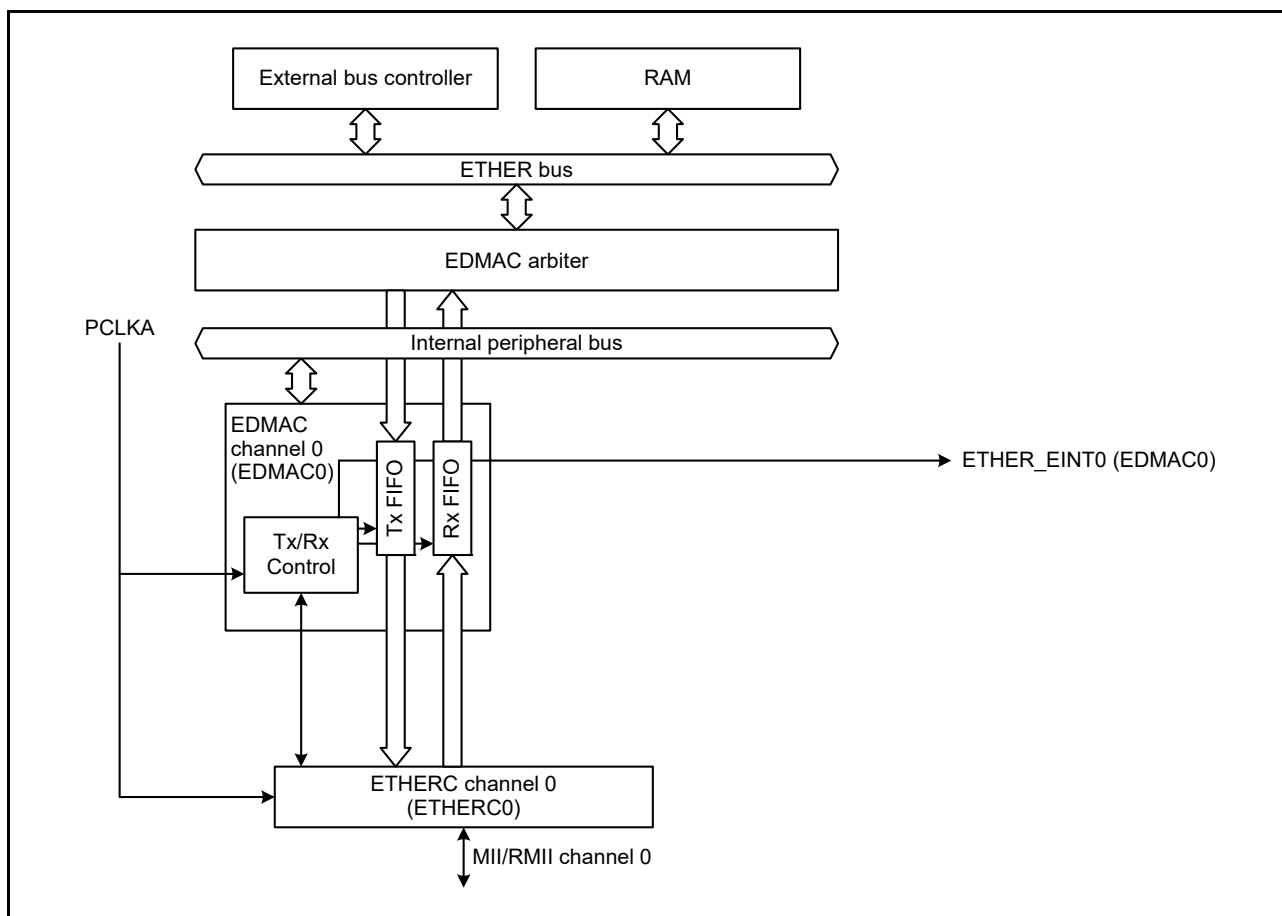 External bus controller
RAM
ETHER bus
EDMAC arbiter
PCLKA
Internal peripheral bus
EDMAC
channel 0
(EDMAC0)
Tx FIFO
Rx FIFO
ETHER_EINT0 (EDMAC0)
Tx/Rx
Control
ETHERC channel 0
(ETHERC0)
MII/RMII channel 0